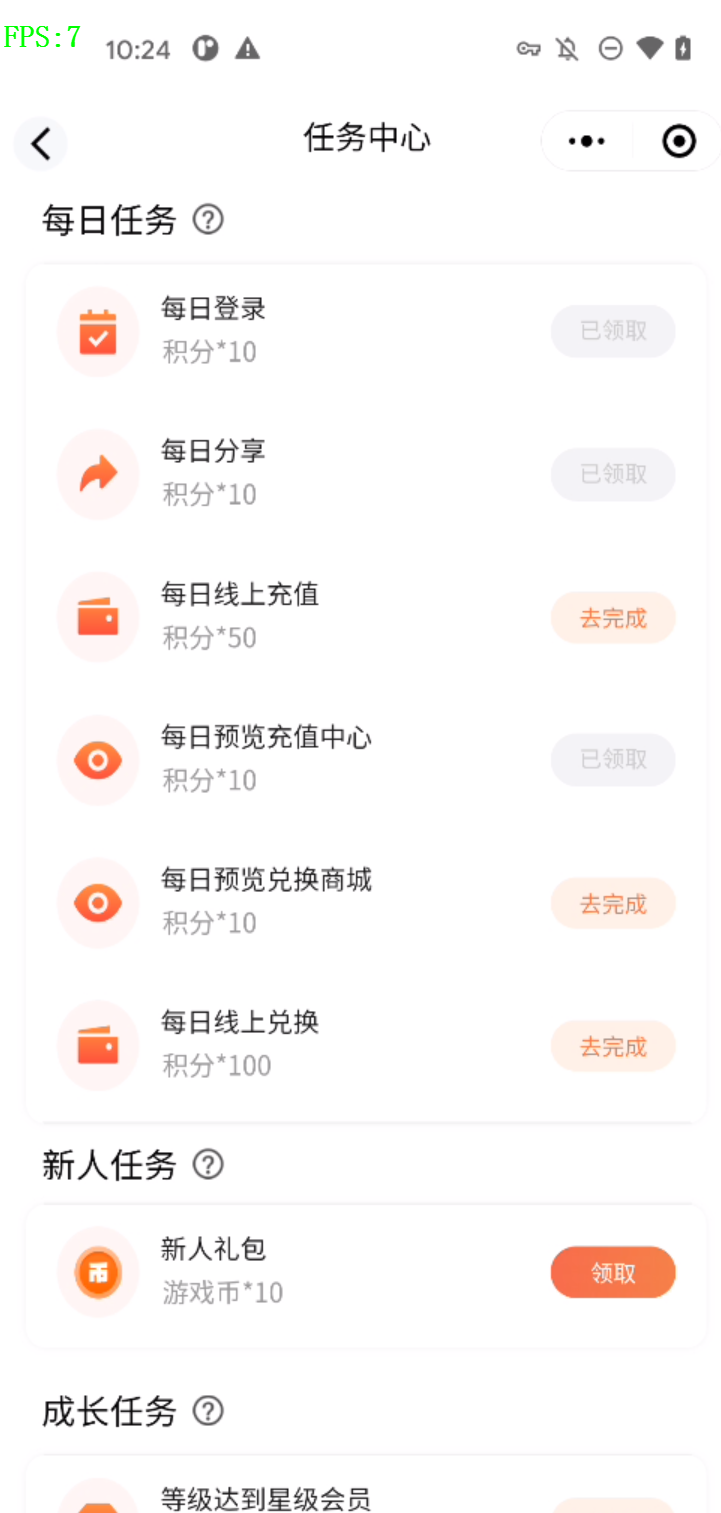 FPS:7
10:24
任务中心
每日任务
每日登录
积分*10
已领取
每日分享
积分*10
已领取
每日线上充值
积分*50
去完成
每日预览充值中心
积分*10
已领取
每日预览兑换商城
积分*10
去完成
每日线上兑换
积分*100
去完成
新人任务
币
新人礼包
游戏币*10
领取
成长任务
等级达到星级会员